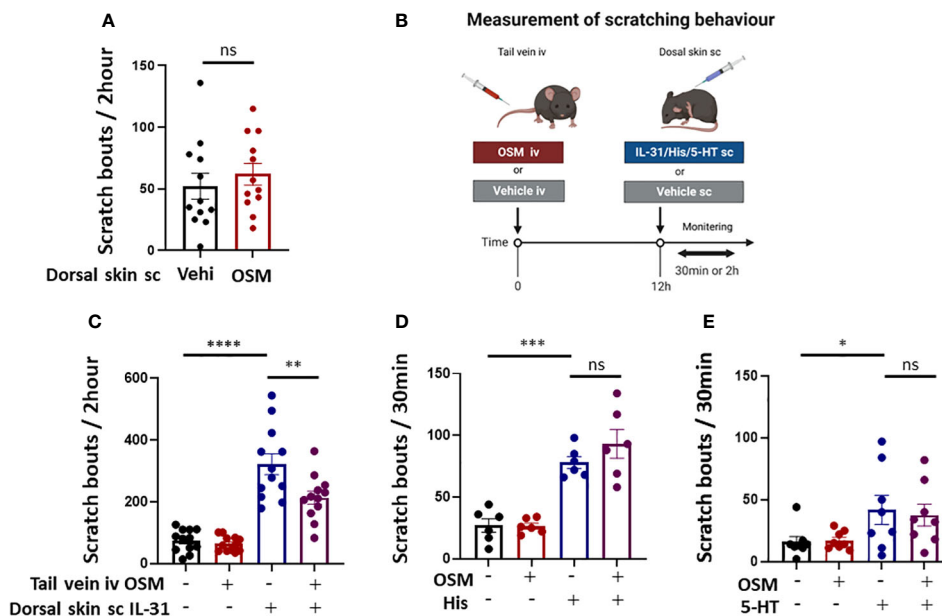 A
ns
Scratch bouts / 2hour
150
100
50
0
Dorsal skin sc Vehi OSM
B
Measurement of scratching behaviour
Tail vein iv
Dosal skin sc
OSM iv
IL-31/His/5-HT sc
or
or
Vehicle iv
Vehicle sc
Monitering
Time
30min or 2h
0
12h
C
****
**
Scratch bouts / 2hour
600
400
200
0
Tail vein iv OSM - + - +
Dorsal skin sc IL-31 - - + +
D
***
ns
Scratch bouts / 30min
150
100
50
0
OSM - + - +
His - - + +
E
*
ns
Scratch bouts / 30min
150
100
50
0
OSM - + - +
5-HT - - + +